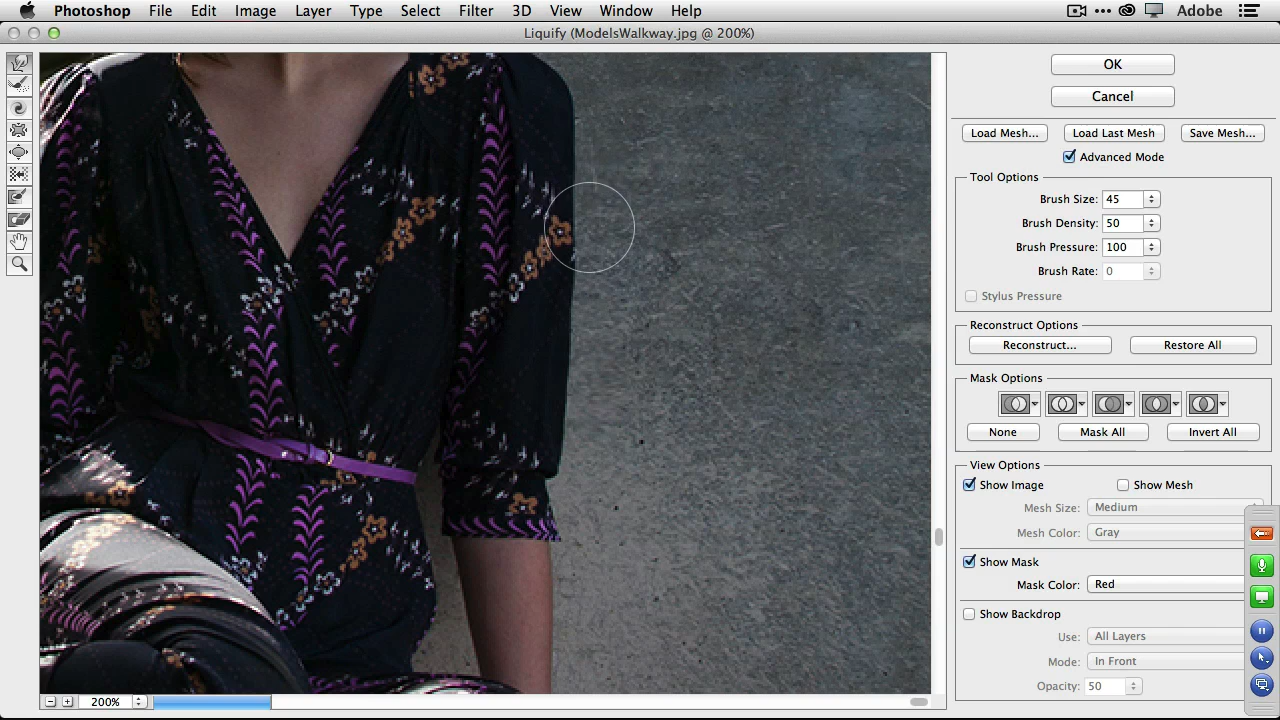 Photoshop File Edit Image Layer Type Select Filter 3D View Window Help Adobe
Liquify (ModelsWalkway.jpg @ 200%)
OK
Cancel
Load Mesh... Load Last Mesh Save Mesh...
Advanced Mode
Tool Options
Brush Size: 45
Brush Density: 50
Brush Pressure: 100
Brush Rate: 0
Stylus Pressure
Reconstruct Options
Reconstruct... Restore All
Mask Options
None Mask All Invert All
View Options
Show Image Show Mesh
Mesh Size: Medium
Mesh Color: Gray
Show Mask
Mask Color: Red
Show Backdrop
Use: All Layers
Mode: In Front
Opacity: 50
200%